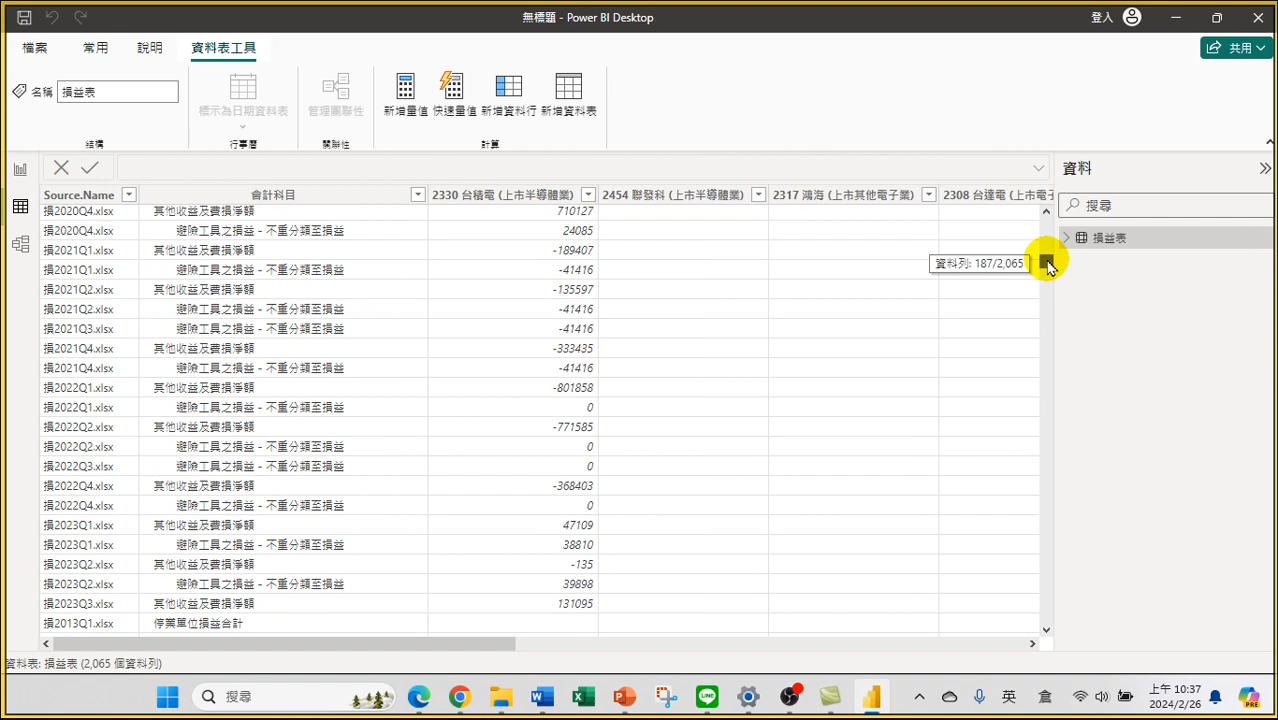 無標題 - Power BI Desktop
登入
檔案
常用
說明
資料表工具
共用
名稱
損益表
標示為日期資料表
管理關聯性
新增量值
快速量值
新增資料行
新增資料表
結構
行事曆
關聯性
計算
資料
搜尋
損益表
Source.Name 會計科目 2330 台積電 (上市半導體業) 2454 聯發科 (上市半導體業) 2317 鴻海 (上市其他電子業) 2308 台達電 (上市電子
損2020Q4.xlsx 其他收益及費損淨額 710127
損2020Q4.xlsx 避險工具之損益－不重分類至損益 24085
損2021Q1.xlsx 其他收益及費損淨額 -189407
損2021Q1.xlsx 避險工具之損益－不重分類至損益 -41416
損2021Q2.xlsx 其他收益及費損淨額 -135597
損2021Q2.xlsx 避險工具之損益－不重分類至損益 -41416
損2021Q3.xlsx 避險工具之損益－不重分類至損益 -41416
損2021Q4.xlsx 其他收益及費損淨額 -333435
損2021Q4.xlsx 避險工具之損益－不重分類至損益 -41416
損2022Q1.xlsx 其他收益及費損淨額 -801858
損2022Q1.xlsx 避險工具之損益－不重分類至損益 0
損2022Q2.xlsx 其他收益及費損淨額 -771585
損2022Q2.xlsx 避險工具之損益－不重分類至損益 0
損2022Q3.xlsx 避險工具之損益－不重分類至損益 0
損2022Q4.xlsx 其他收益及費損淨額 -368403
損2022Q4.xlsx 避險工具之損益－不重分類至損益 0
損2023Q1.xlsx 其他收益及費損淨額 47109
損2023Q1.xlsx 避險工具之損益－不重分類至損益 38810
損2023Q2.xlsx 其他收益及費損淨額 -135
損2023Q2.xlsx 避險工具之損益－不重分類至損益 39898
損2023Q3.xlsx 其他收益及費損淨額 131095
損2013Q1.xlsx 停業單位損益合計
資料列: 187/2,065
資料表: 損益表 (2,065 個資料列)
搜尋
英
上午 10:37
2024/2/26
PRE